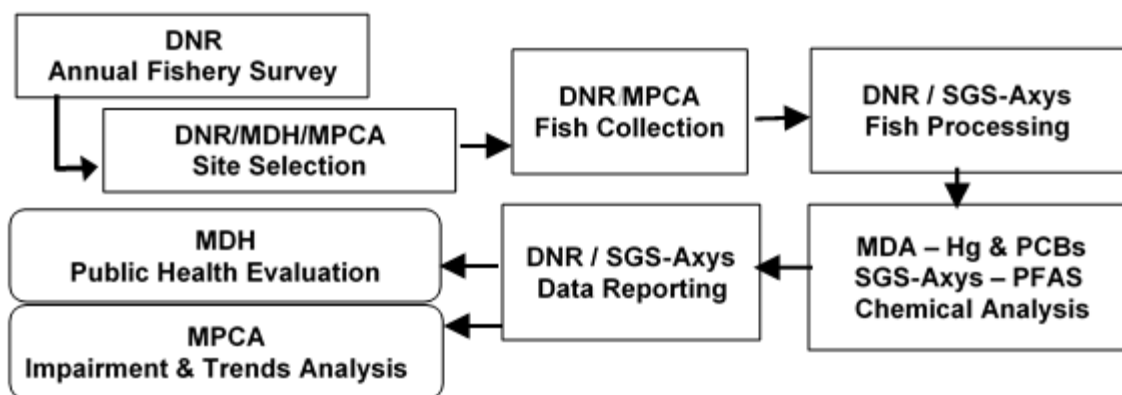 DNR
Annual Fishery Survey
DNR/MDH/MPCA
Site Selection
DNR/MPCA
Fish Collection
DNR / SGS-Axys
Fish Processing
MDA – Hg & PCBs
SGS-Axys – PFAS
Chemical Analysis
DNR / SGS-Axys
Data Reporting
MDH
Public Health Evaluation
MPCA
Impairment & Trends Analysis